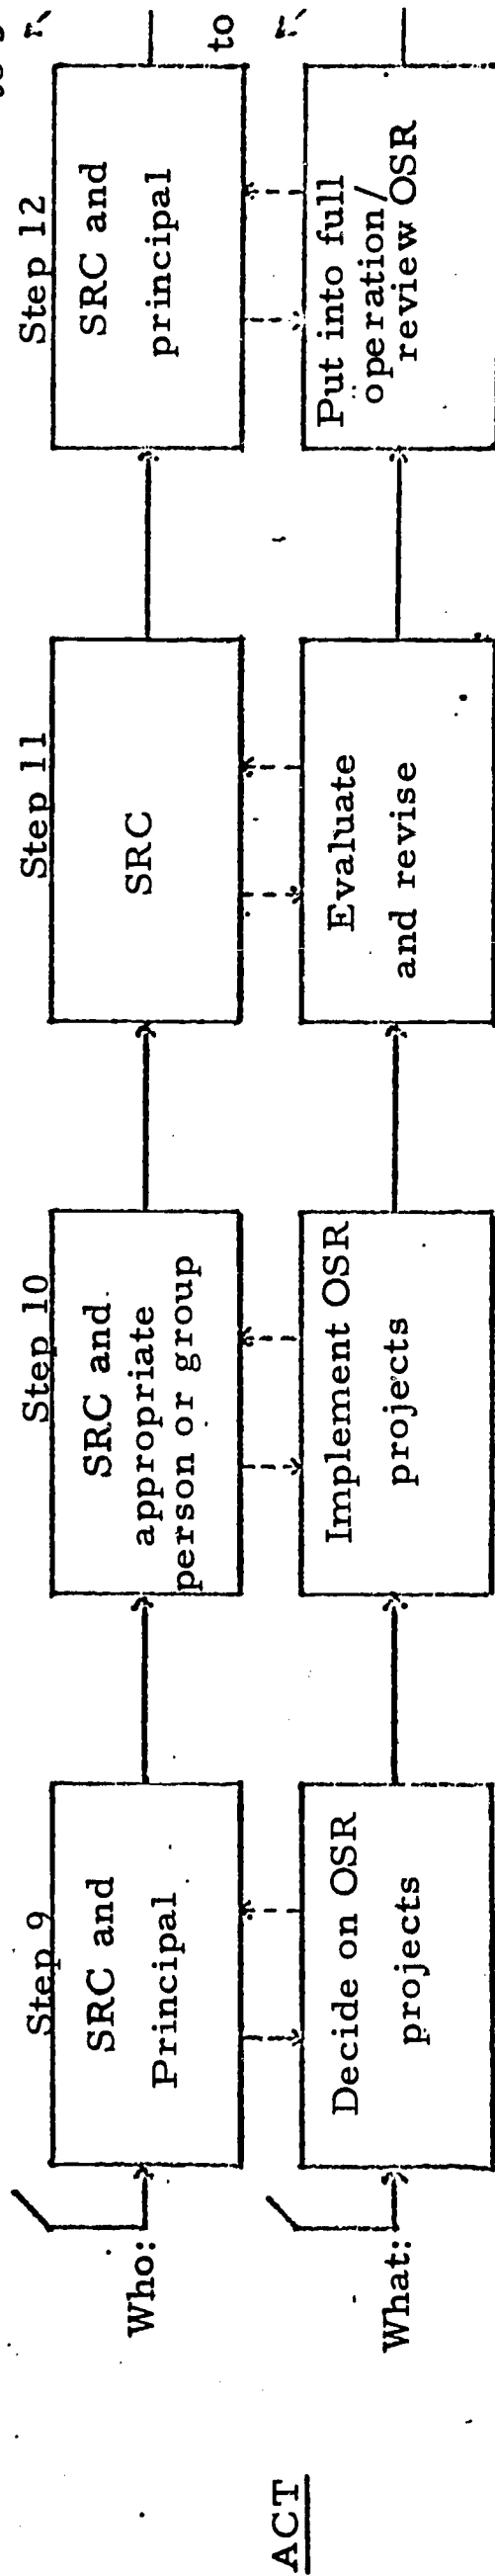 ACT
Who:
Step 9
SRC and
Principal
Step 10
SRC and
appropriate
person or group
Step 11
SRC
Step 12
SRC and
principal
to
What:
Decide on OSR
projects
Implement OSR
projects
Evaluate
and revise
Put into full
operation/
review OSR